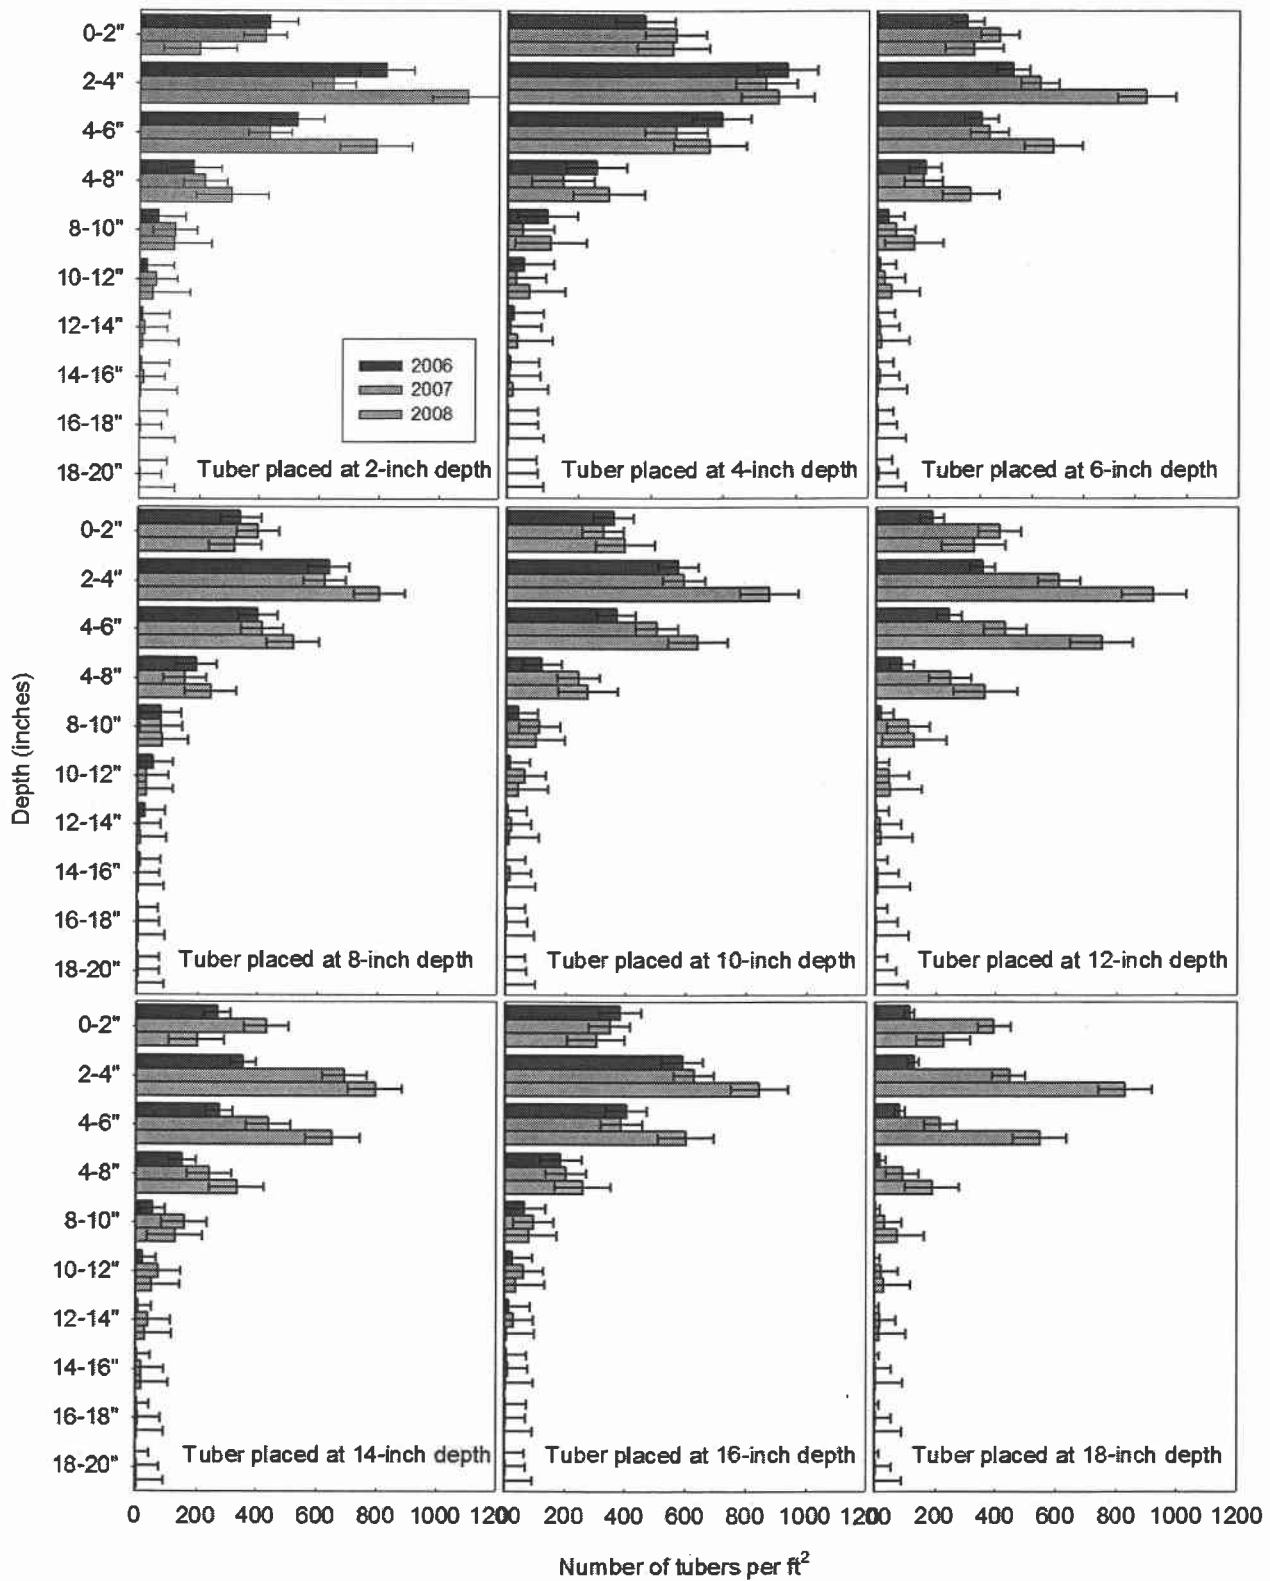 0-2"
2-4"
4-6"
4-8"
8-10"
10-12"
12-14"
14-16"
16-18"
18-20"
2006
2007
2008
Tuber placed at 2-inch depth
Tuber placed at 4-inch depth
Tuber placed at 6-inch depth
0-2"
2-4"
4-6"
4-8"
8-10"
10-12"
12-14"
14-16"
16-18"
18-20"
Tuber placed at 8-inch depth
Tuber placed at 10-inch depth
Tuber placed at 12-inch depth
Depth (inches)
0-2"
2-4"
4-6"
4-8"
8-10"
10-12"
12-14"
14-16"
16-18"
18-20"
Tuber placed at 14-inch depth
Tuber placed at 16-inch depth
Tuber placed at 18-inch depth
0 200 400 600 800 1000 200 400 600 800 1000 1200 200 400 600 800 1000 1200
Number of tubers per ft²